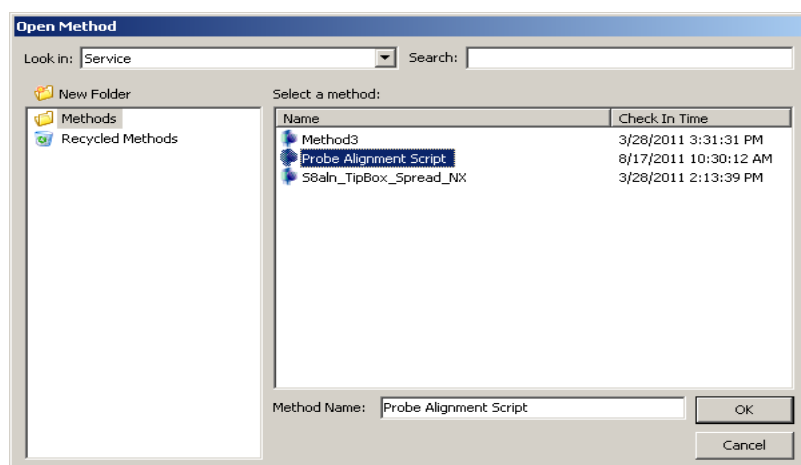 Open Method
Look in: Service Search:
New Folder
Methods
Recycled Methods
Select a method:
Name Check In Time
Method3 3/28/2011 3:31:31 PM
Probe Alignment Script 8/17/2011 10:30:12 AM
S8aln_TipBox_Spread_NX 3/28/2011 2:13:39 PM
Method Name: Probe Alignment Script OK
Cancel